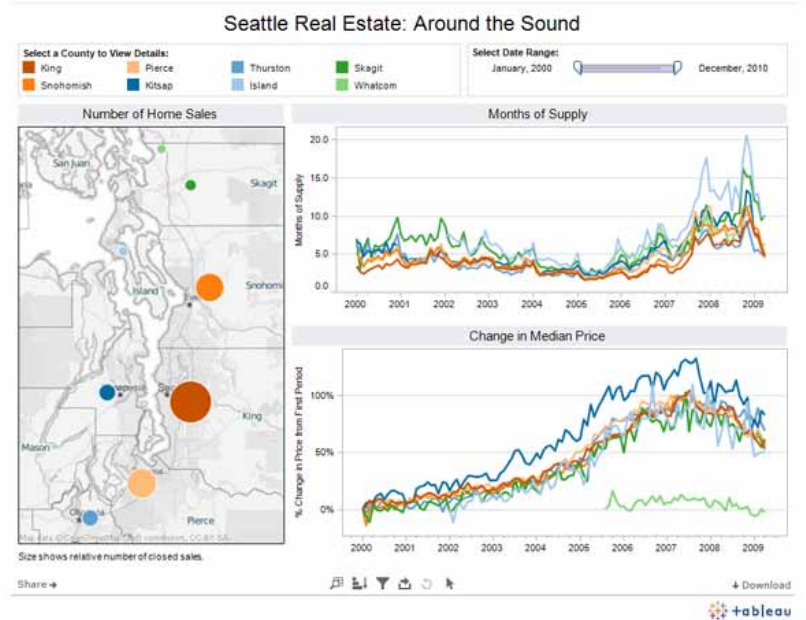 Seattle Real Estate: Around the Sound
Select a County to View Details:
King Pierce Thurston Skagit
Snohomish Kitsap Island Whatcom
Select Date Range:
January, 2000 December, 2010
Number of Home Sales
San Juan
Skagit
Island
Snohomi
King
Mason
Pierce
Size shows relative number of closed sales.
Months of Supply
Months of Supply
20.0
15.0
10.0
5.0
0.0
2000 2001 2002 2003 2004 2005 2006 2007 2008 2009
Change in Median Price
% Change in Price from First Period
100%
50%
0%
2000 2001 2002 2003 2004 2005 2006 2007 2008 2009
Share
Download
+ableau